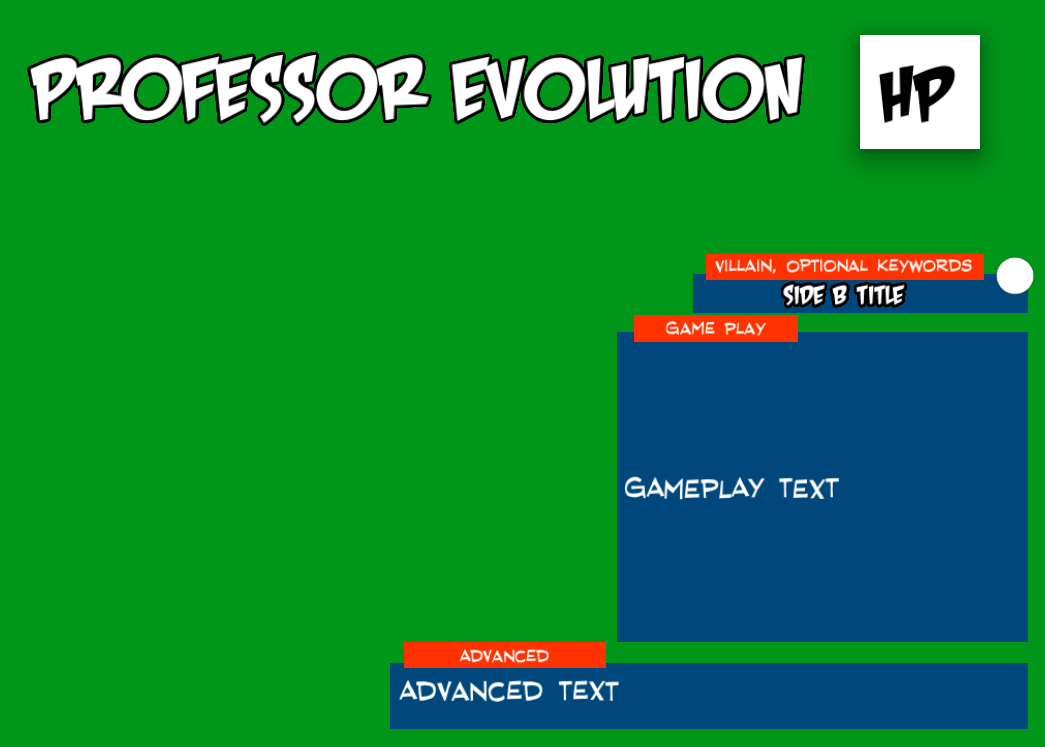 PROFESSOR EVOLUTION
HP
VILLAIN, OPTIONAL KEYWORDS
SIDE B TITLE
GAME PLAY
GAMEPLAY TEXT
ADVANCED
ADVANCED TEXT